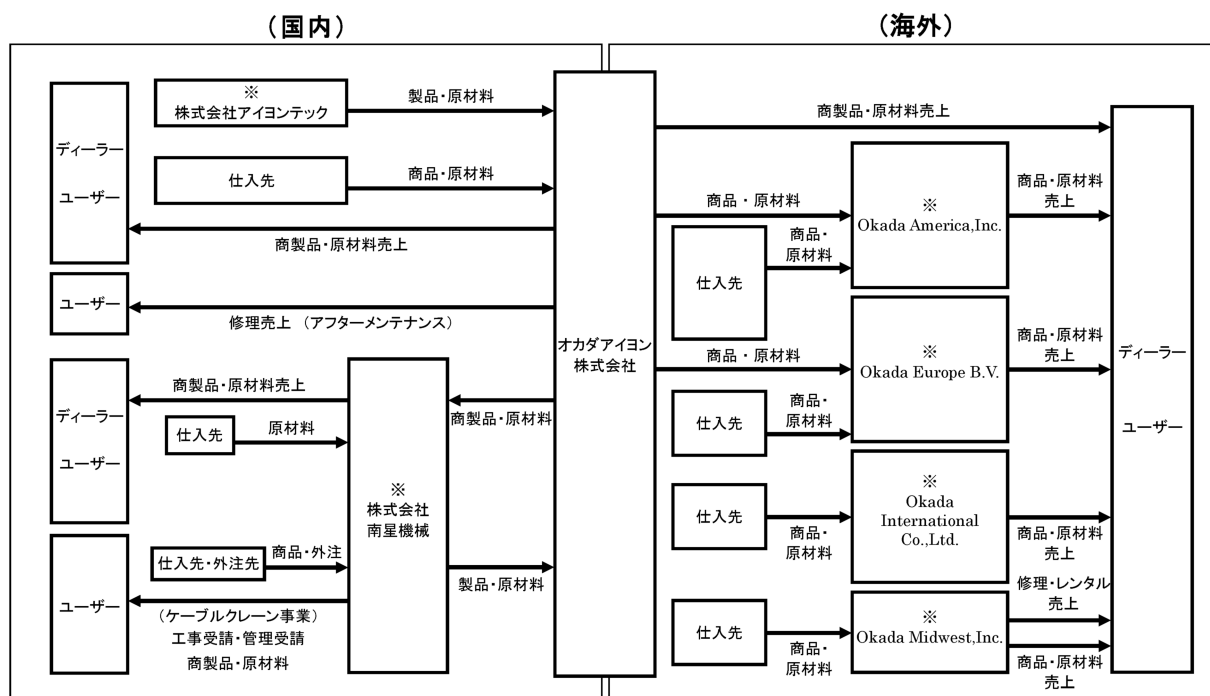 （国内）
（海外）
※
株式会社アイヨンテック
製品・原材料
仕入先
商品・原材料
ディーラー
ユーザー
商製品・原材料売上
ユーザー
修理売上 （アフターメンテナンス）
ディーラー
ユーザー
商製品・原材料売上
仕入先
原材料
※
株式会社
南星機械
商製品・原材料
仕入先・外注先
商品・外注
製品・原材料
ユーザー
（ケーブルクレーン事業）
工事受請・管理受請
商製品・原材料
オカダアイヨン
株式会社
商製品・原材料売上
商品 ・ 原材料
仕入先
商品・
原材料
※
Okada America,Inc.
商品・原材料
売上
商品 ・ 原材料
仕入先
商品・
原材料
※
Okada Europe B.V.
商品・原材料
売上
仕入先
商品・
原材料
※
Okada
International
Co.,Ltd.
商品・原材料
売上
仕入先
商品・
原材料
※
Okada Midwest,Inc.
修理・レンタル
売上
商品・原材料
売上
ディーラー
ユーザー